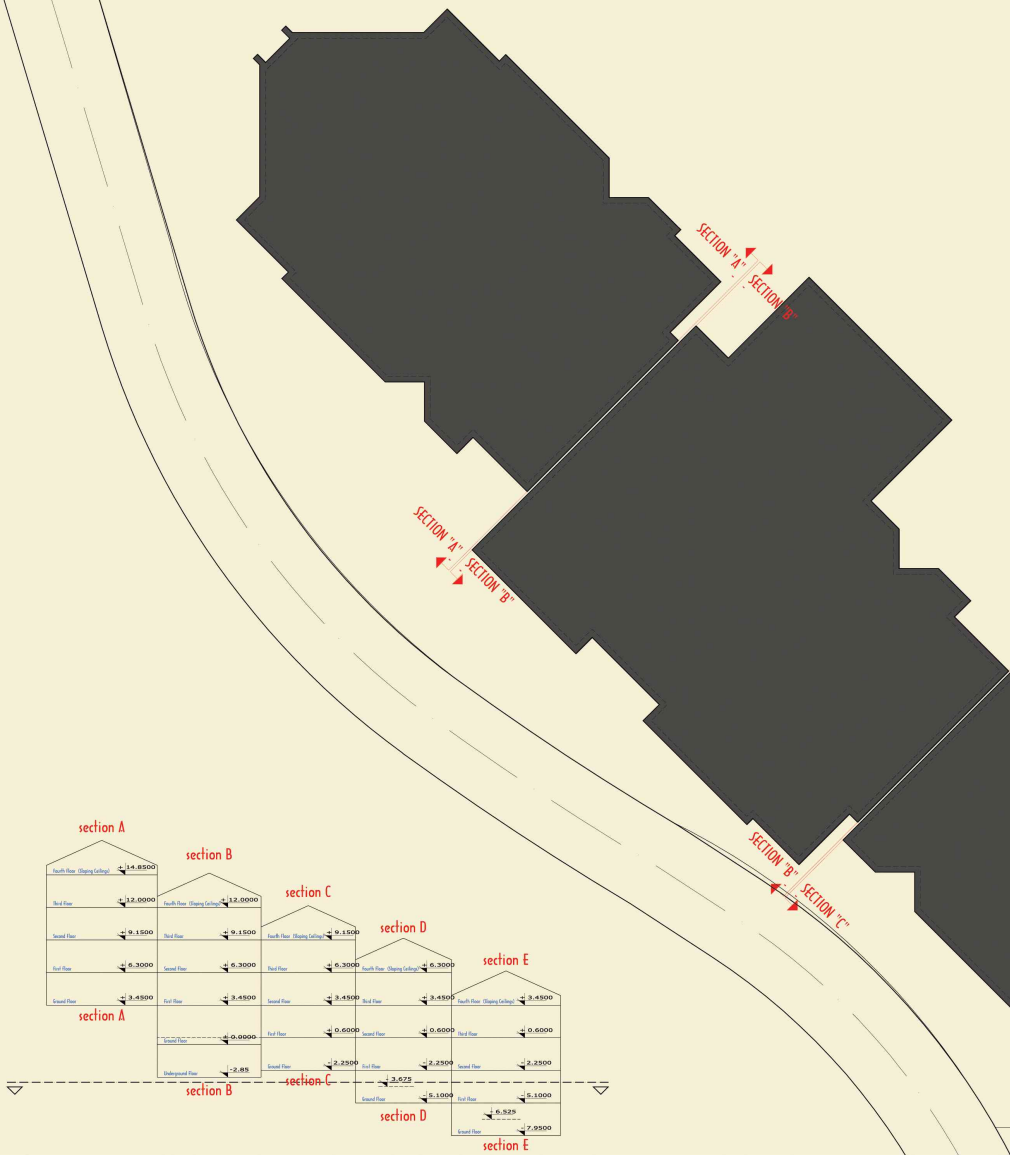 SECTION "A"
SECTION "B"
SECTION "A"
SECTION "B"
SECTION "B"
SECTION "C"
section A
Fourth Floor (Sloping Ceilings) + 14.8500
Third Floor + 12.0000
Second Floor + 9.1500
First Floor + 6.3000
Ground Floor + 3.4500
section A
section B
Fourth Floor (Sloping Ceilings) + 12.0000
Third Floor + 9.1500
Second Floor + 6.3000
First Floor + 3.4500
Ground Floor + 0.0000
Underground Floor -2.85
section B
section C
Fourth Floor (Sloping Ceilings) + 9.1500
Third Floor + 6.3000
Second Floor + 3.4500
First Floor + 0.6000
Ground Floor - 2.2500
section C
section D
Fourth Floor (Sloping Ceilings) + 6.3000
Third Floor + 3.4500
Second Floor + 0.6000
First Floor - 2.2500
- 3.675
Ground Floor - 5.1000
section D
section E
Fourth Floor (Sloping Ceilings) + 3.4500
Third Floor + 0.6000
Second Floor - 2.2500
First Floor - 5.1000
- 6.525
Ground Floor - 7.9500
section E